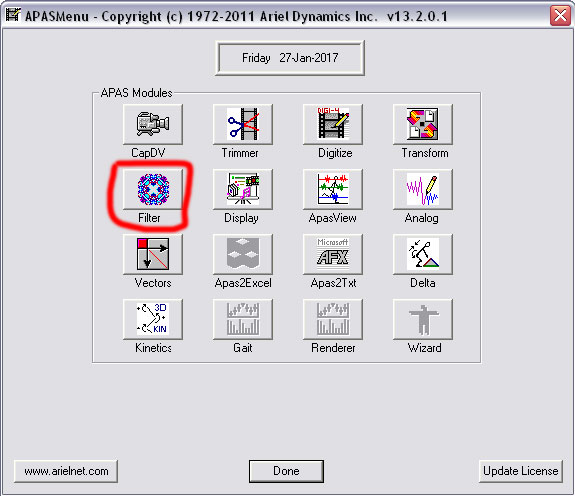 APASMenu - Copyright (c) 1972-2011 Ariel Dynamics Inc. v13.2.0.1
Friday 27-Jan-2017
APAS Modules
DIGI-4
CapDV Trimmer Digitize Transform
Filter Display ApasView Analog
Microsoft
AFX
Vectors Apas2Excel Apas2Txt Delta
3D
KIN
Kinetics Gait Renderer Wizard
www.arielnet.com Done Update License